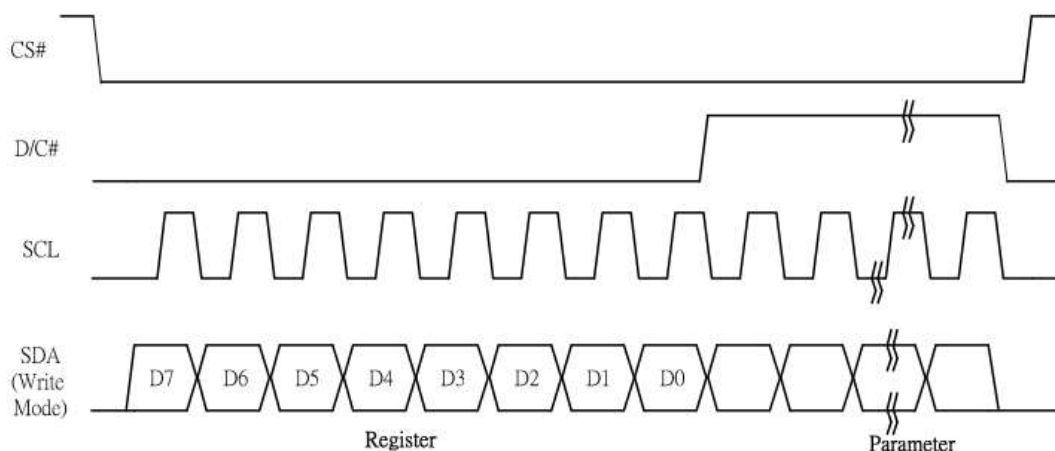 CS#
D/C#
SCL
SDA
(Write
Mode)
D7 D6 D5 D4 D3 D2 D1 D0
Register Parameter